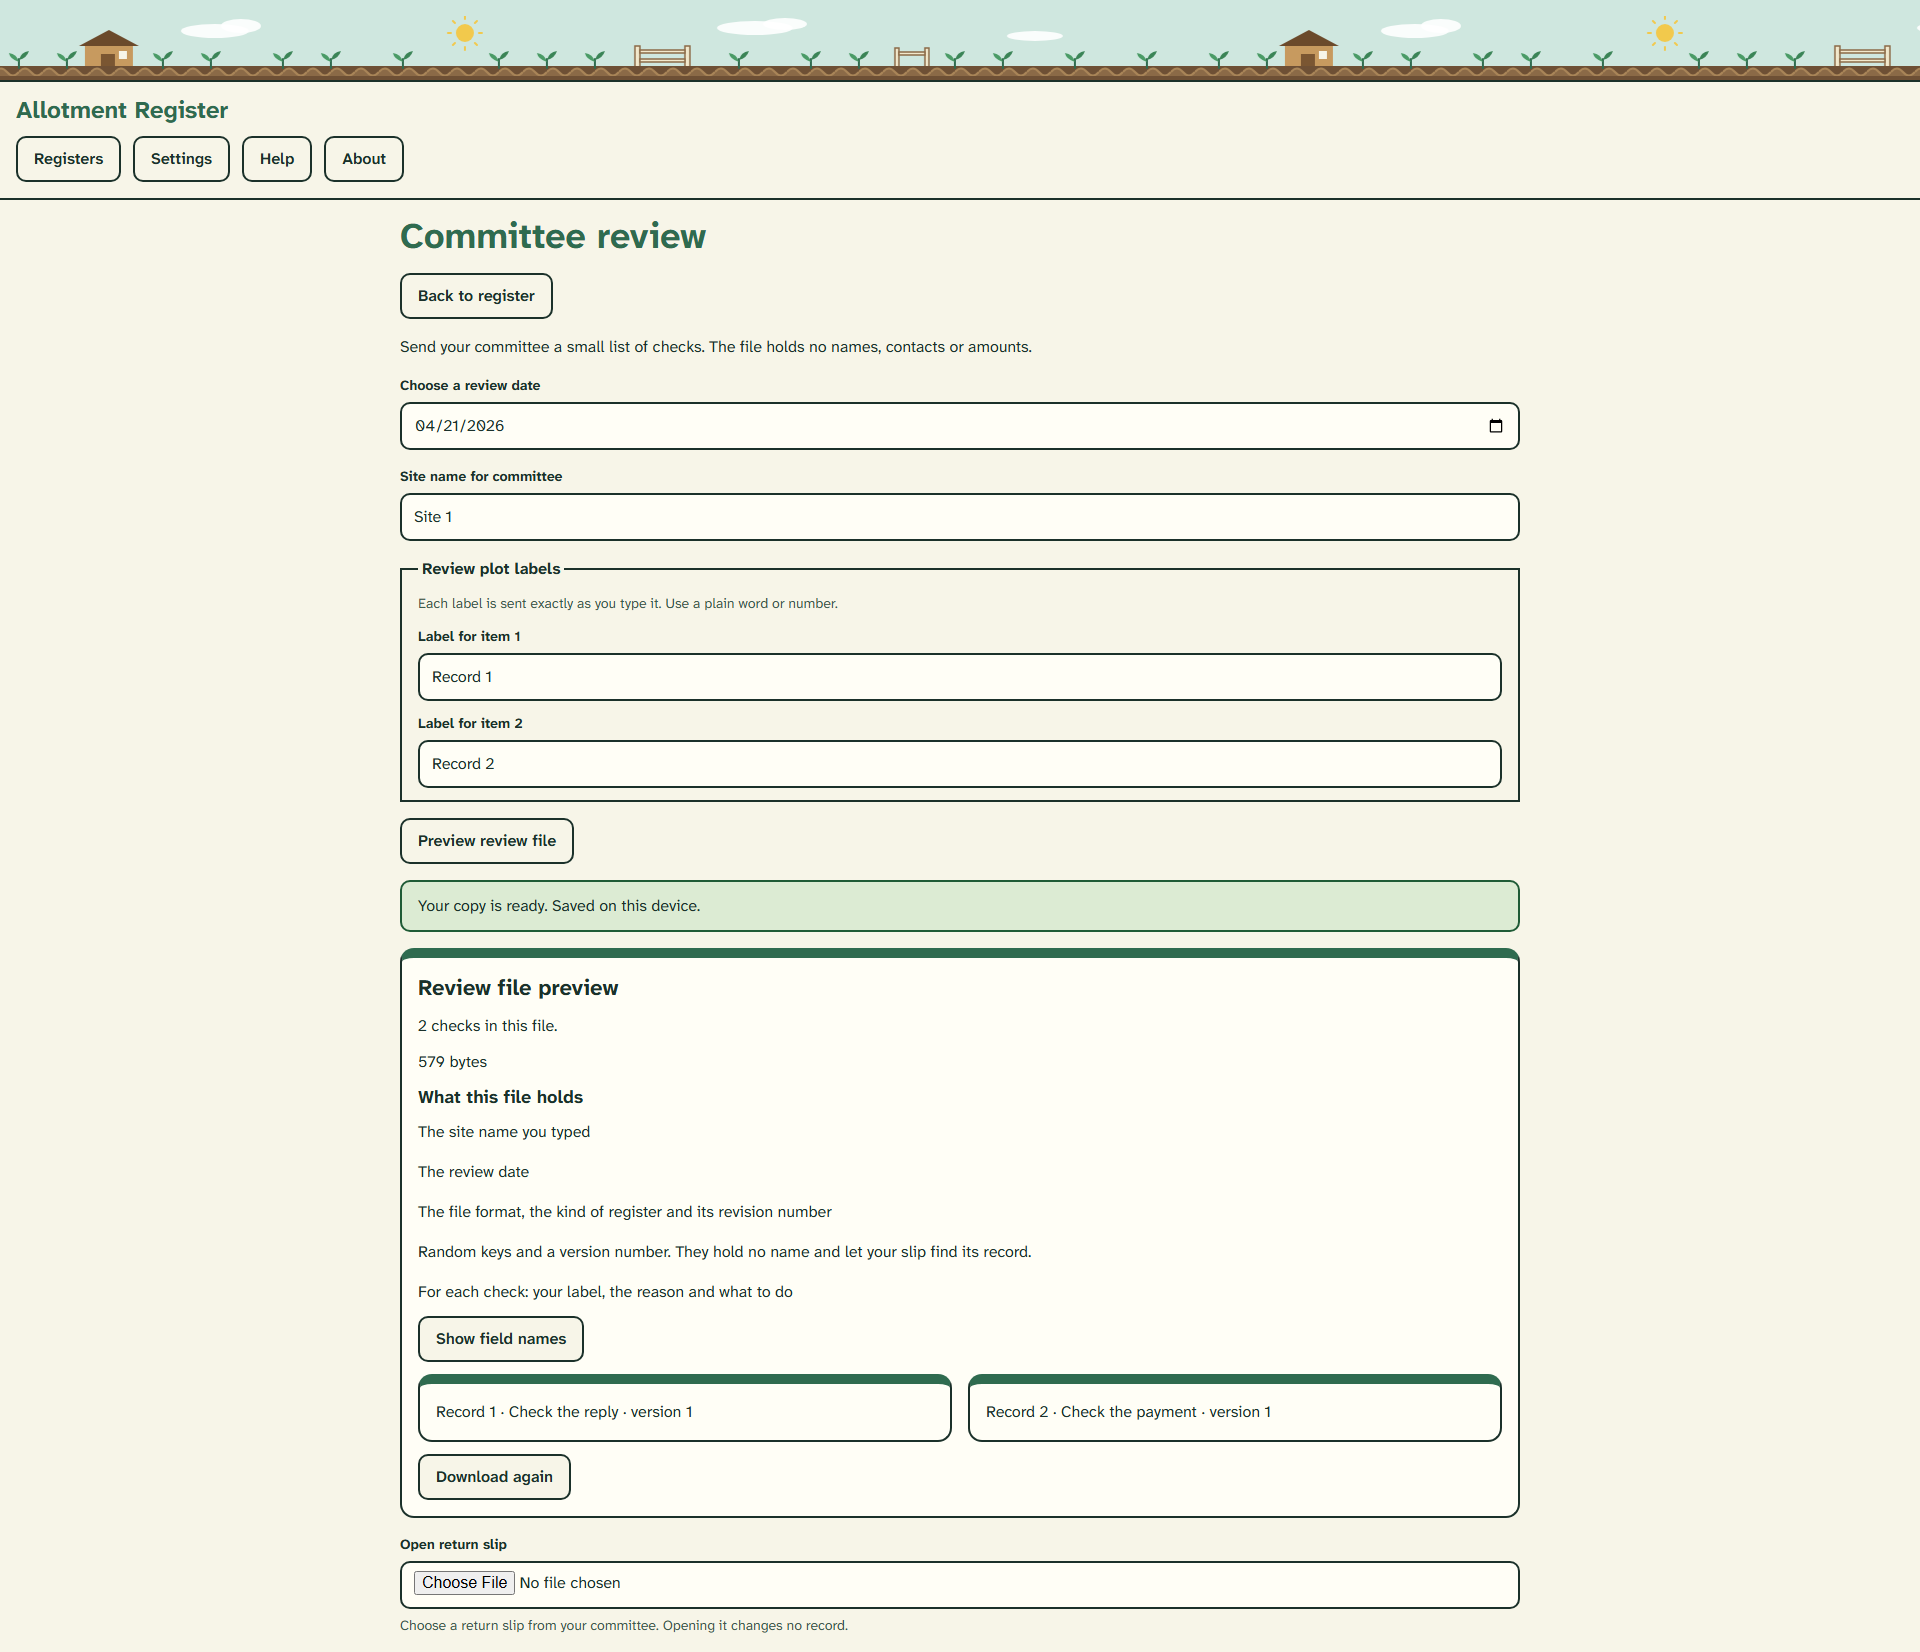 Allotment Register
Registers
Settings
Help
About
Committee review
Back to register
Send your committee a small list of checks. The file holds no names, contacts or amounts.
Choose a review date
04/21/2026
Site name for committee
Site 1
Review plot labels
Each label is sent exactly as you type it. Use a plain word or number.
Label for item 1
Record 1
Label for item 2
Record 2
Preview review file
Your copy is ready. Saved on this device.
Review file preview
2 checks in this file.
579 bytes
What this file holds
The site name you typed
The review date
The file format, the kind of register and its revision number
Random keys and a version number. They hold no name and let your slip find its record.
For each check: your label, the reason and what to do
Show field names
Record 1 · Check the reply · version 1
Record 2 · Check the payment · version 1
Download again
Open return slip
Choose File No file chosen
Choose a return slip from your committee. Opening it changes no record.